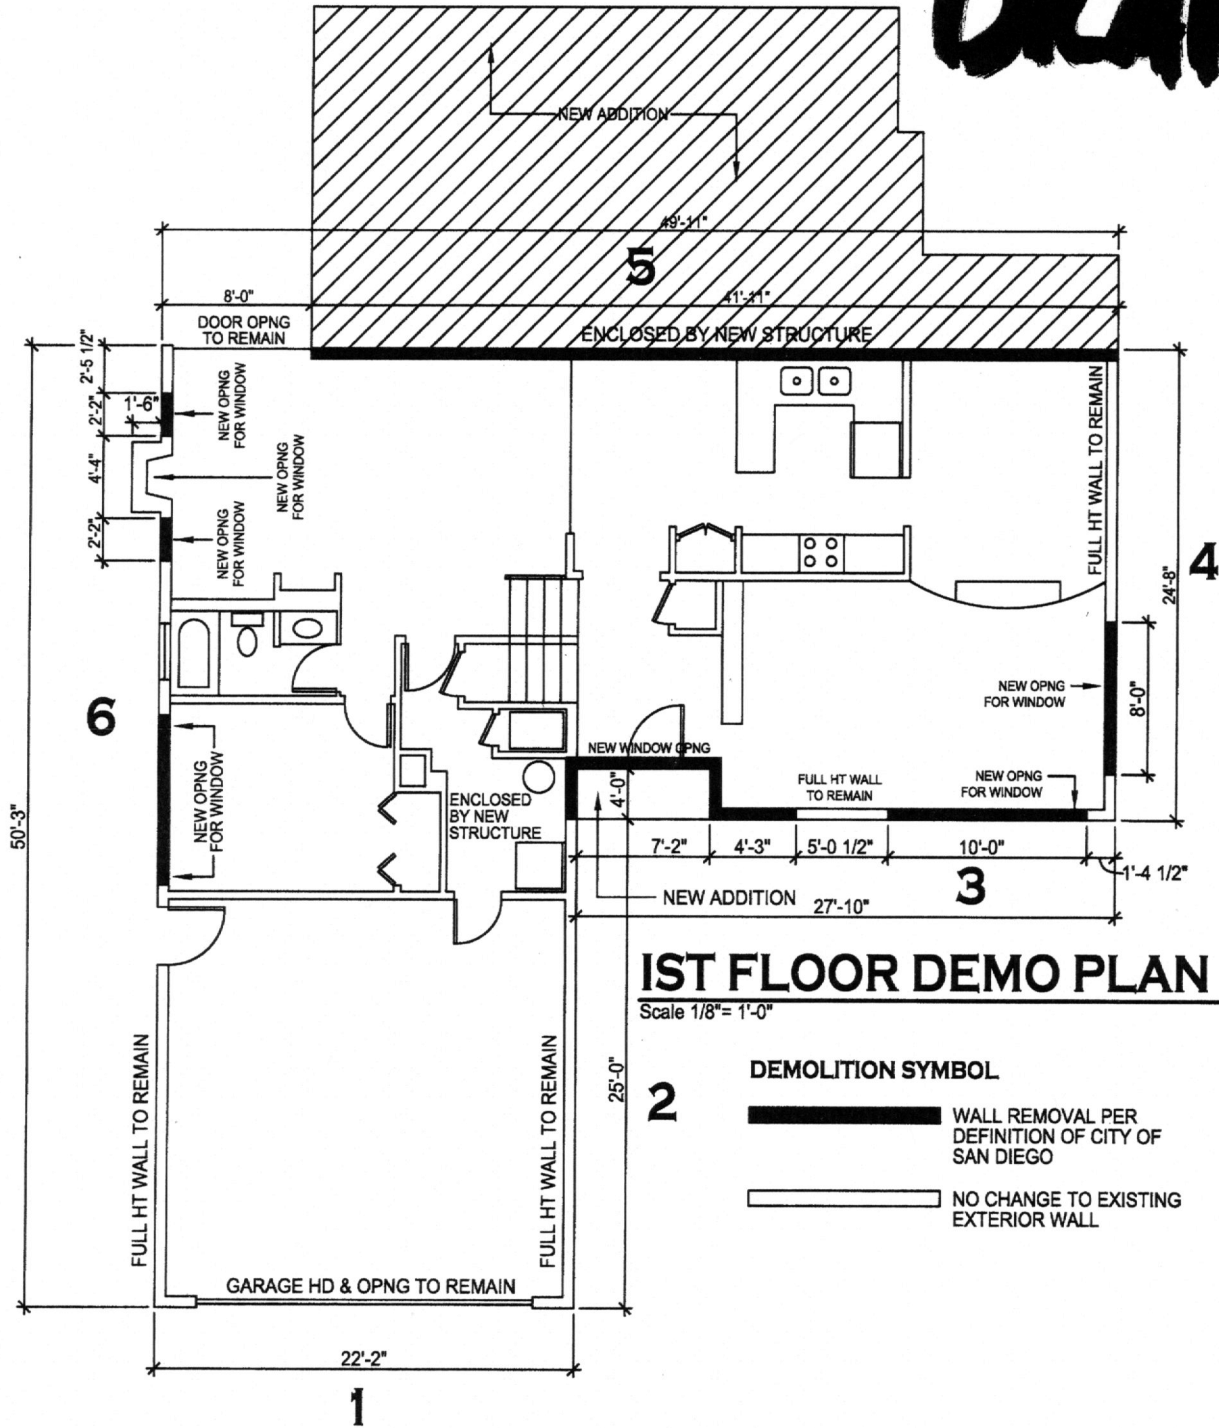 NEW ADDITION
49'-11"
5
8'-0"
41'-11"
DOOR OPNG
TO REMAIN
ENCLOSED BY NEW STRUCTURE
2'-5 1/2"
2'-2"
1'-6"
4'-4"
2'-2"
NEW OPNG
FOR WINDOW
NEW OPNG
FOR WINDOW
NEW OPNG
FOR WINDOW
FULL HT WALL TO REMAIN
4
24'-8"
NEW OPNG
FOR WINDOW
8'-0"
6
50'-3"
NEW OPNG
FOR WINDOW
NEW WINDOW OPNG
4'-0"
FULL HT WALL
TO REMAIN
NEW OPNG
FOR WINDOW
ENCLOSED
BY NEW
STRUCTURE
7'-2"
4'-3"
5'-0 1/2"
10'-0"
1'-4 1/2"
NEW ADDITION
3
27'-10"
IST FLOOR DEMO PLAN
Scale 1/8"= 1'-0"
FULL HT WALL TO REMAIN
FULL HT WALL TO REMAIN
25'-0"
2
DEMOLITION SYMBOL
WALL REMOVAL PER
DEFINITION OF CITY OF
SAN DIEGO
NO CHANGE TO EXISTING
EXTERIOR WALL
GARAGE HD & OPNG TO REMAIN
22'-2"
1